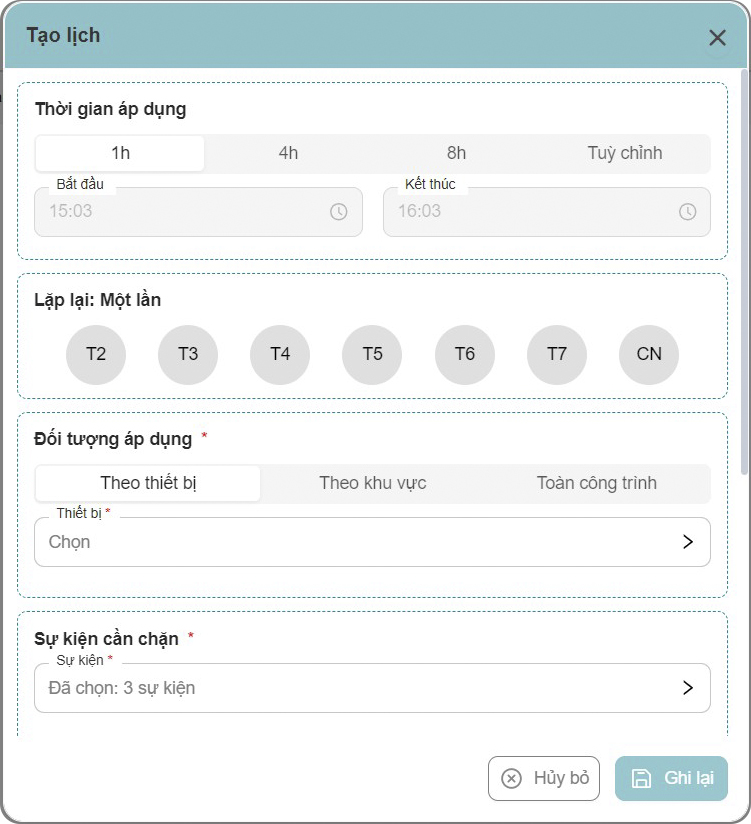 Tạo lịch
Thời gian áp dụng
1h 4h 8h Tuỳ chỉnh
Bắt đầu Kết thúc
15:03 16:03
Lặp lại: Một lần
T2 T3 T4 T5 T6 T7 CN
Đối tượng áp dụng *
Theo thiết bị Theo khu vực Toàn công trình
Thiết bị *
Chọn
Sự kiện cần chặn *
Sự kiện *
Đã chọn: 3 sự kiện
Hủy bỏ Ghi lại